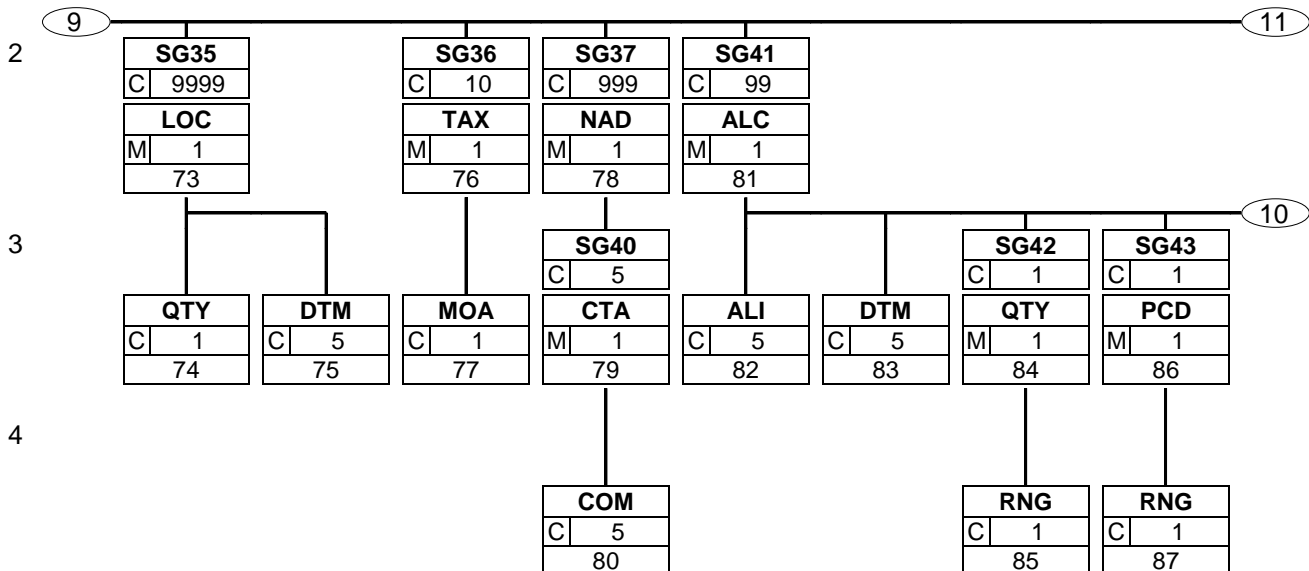 9 11
2 SG35 SG36 SG37 SG41
C 9999 C 10 C 999 C 99
LOC TAX NAD ALC
M 1 M 1 M 1 M 1
73 76 78 81
10
3 SG40 SG42 SG43
C 5 C 1 C 1
QTY DTM MOA CTA ALI DTM QTY PCD
C 1 C 5 C 1 M 1 C 5 C 5 M 1 M 1
74 75 77 79 82 83 84 86
4
COM RNG RNG
C 5 C 1 C 1
80 85 87